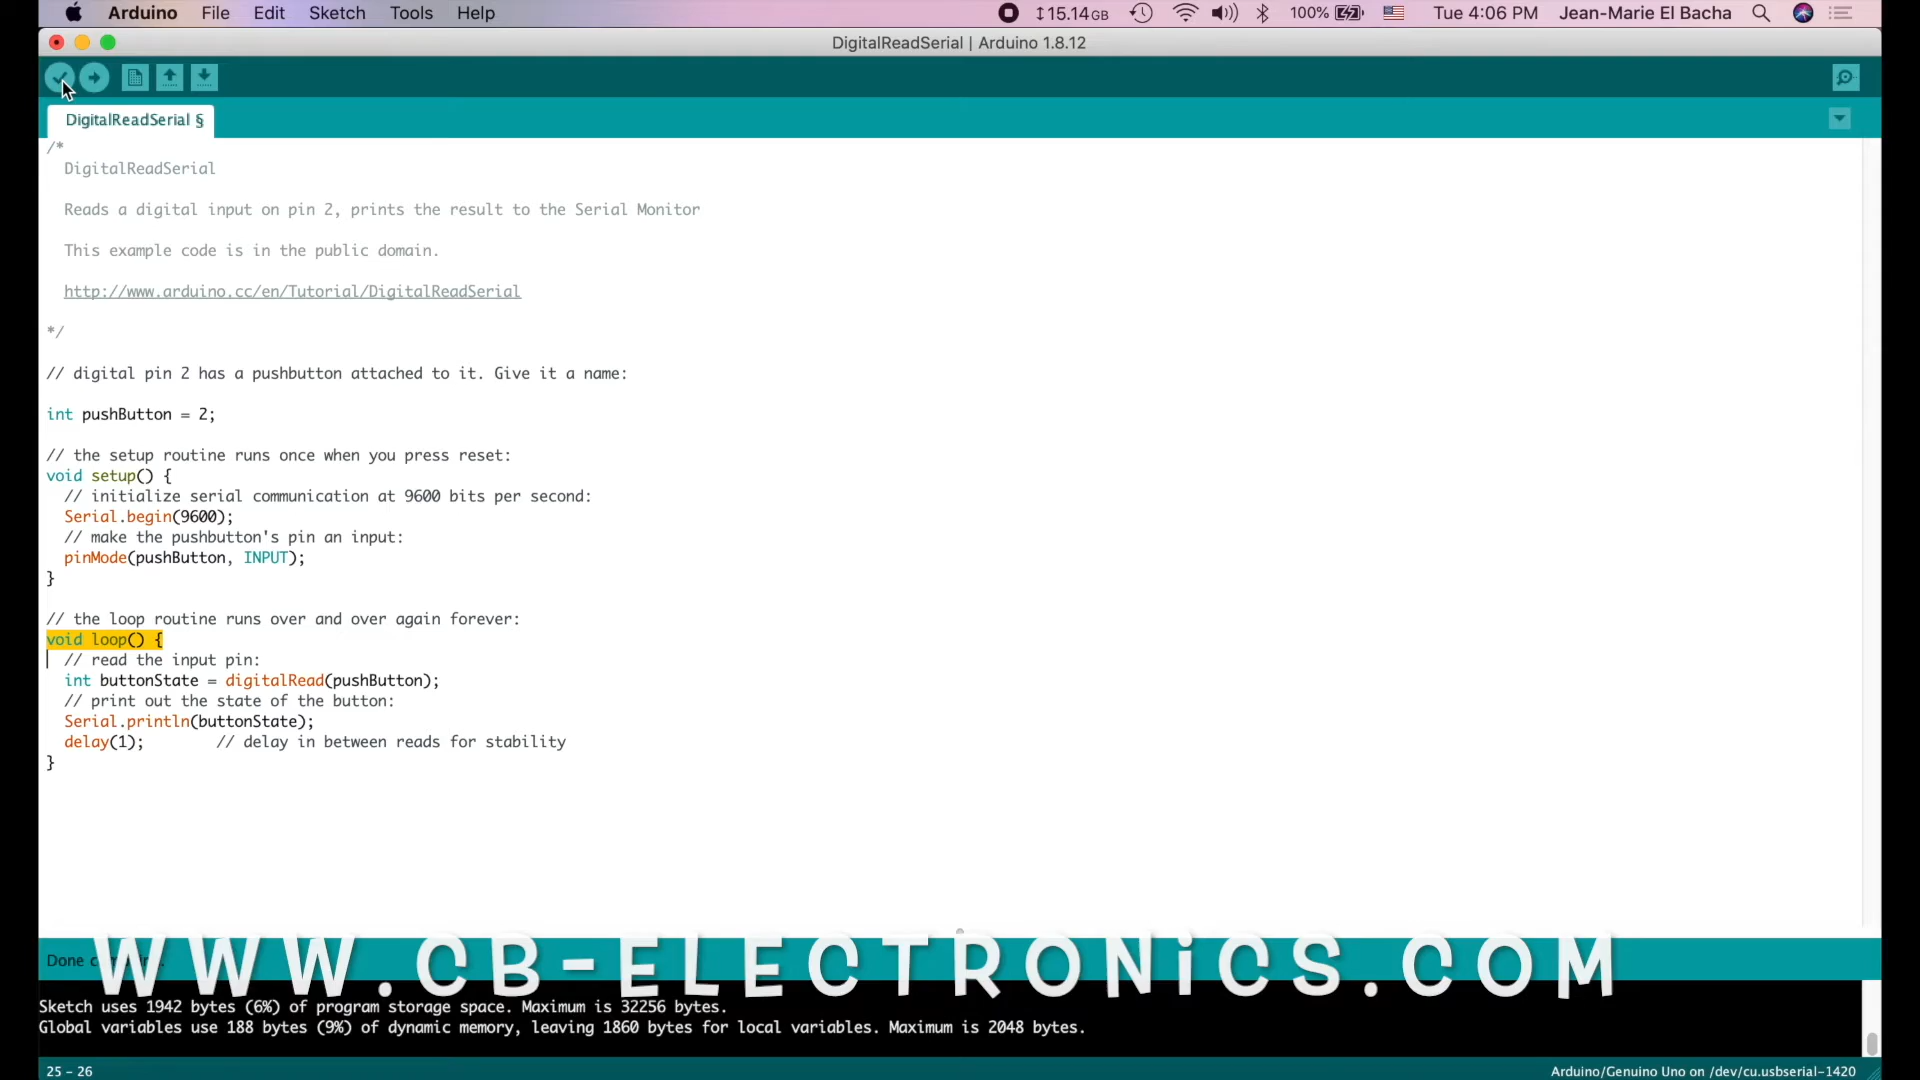 Arduino File Edit Sketch Tools Help 15.14GB 100% Tue 4:06 PM Jean-Marie El Bacha
DigitalReadSerial | Arduino 1.8.12
DigitalReadSerial §
/*
DigitalReadSerial
Reads a digital input on pin 2, prints the result to the Serial Monitor
This example code is in the public domain.
http://www.arduino.cc/en/Tutorial/DigitalReadSerial
*/
// digital pin 2 has a pushbutton attached to it. Give it a name:
int pushButton = 2;
// the setup routine runs once when you press reset:
void setup() {
// initialize serial communication at 9600 bits per second:
Serial.begin(9600);
// make the pushbutton's pin an input:
pinMode(pushButton, INPUT);
}
// the loop routine runs over and over again forever:
void loop() {
// read the input pin:
int buttonState = digitalRead(pushButton);
// print out the state of the button:
Serial.println(buttonState);
delay(1);        // delay in between reads for stability
}
Done
WWW.CB-ELECTRONiCS.COM
Sketch uses 1942 bytes (6%) of program storage space. Maximum is 32256 bytes.
Global variables use 188 bytes (9%) of dynamic memory, leaving 1860 bytes for local variables. Maximum is 2048 bytes.
25 - 26 Arduino/Genuino Uno on /dev/cu.usbserial-1420